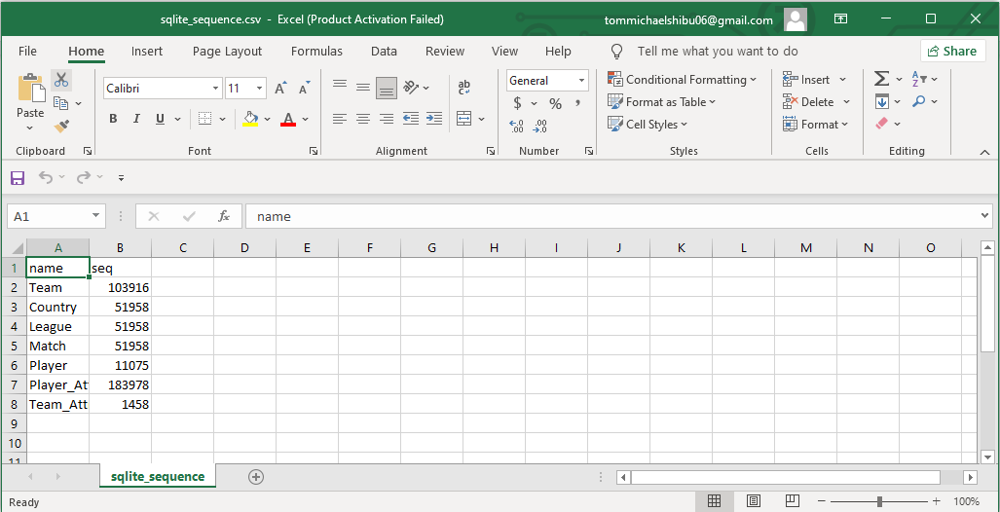 sqlite_sequence.csv - Excel (Product Activation Failed)
tommichaelshibu06@gmail.com
File Home Insert Page Layout Formulas Data Review View Help Tell me what you want to do Share
Paste
Calibri 11 A A
B I U A
ab c
General
$ % ,
.00 .0
Conditional Formatting
Format as Table
Cell Styles
Insert
Delete
Format
Σ A Z
Clipboard Font Alignment Number Styles Cells Editing
A1 fx name
A B C D E F G H I J K L M N O
1 name seq
2 Team 103916
3 Country 51958
4 League 51958
5 Match 51958
6 Player 11075
7 Player_At 183978
8 Team_Att 1458
9
10
11
sqlite_sequence
Ready 100%